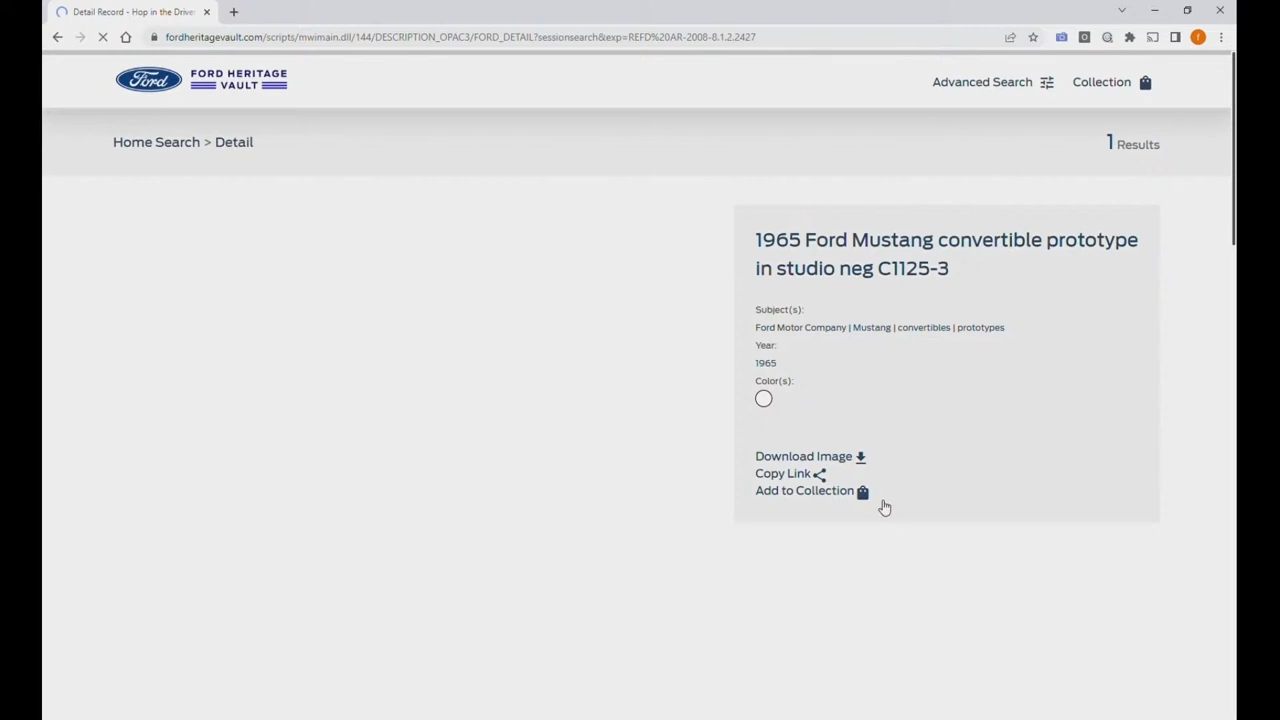 Detail Record - Hop in the Drive
fordheritagevault.com/scripts/mwimain.dll/144/DESCRIPTION_OPAC3/FORD_DETAIL?sessionsearch&exp=REFD%20AR-2008-8.1.2.2427
f
Ford
FORD HERITAGE
VAULT
Advanced Search
Collection
Home Search > Detail
1 Results
1965 Ford Mustang convertible prototype
in studio neg C1125-3
Subject(s):
Ford Motor Company | Mustang | convertibles | prototypes
Year:
1965
Color(s):
Download Image
Copy Link
Add to Collection